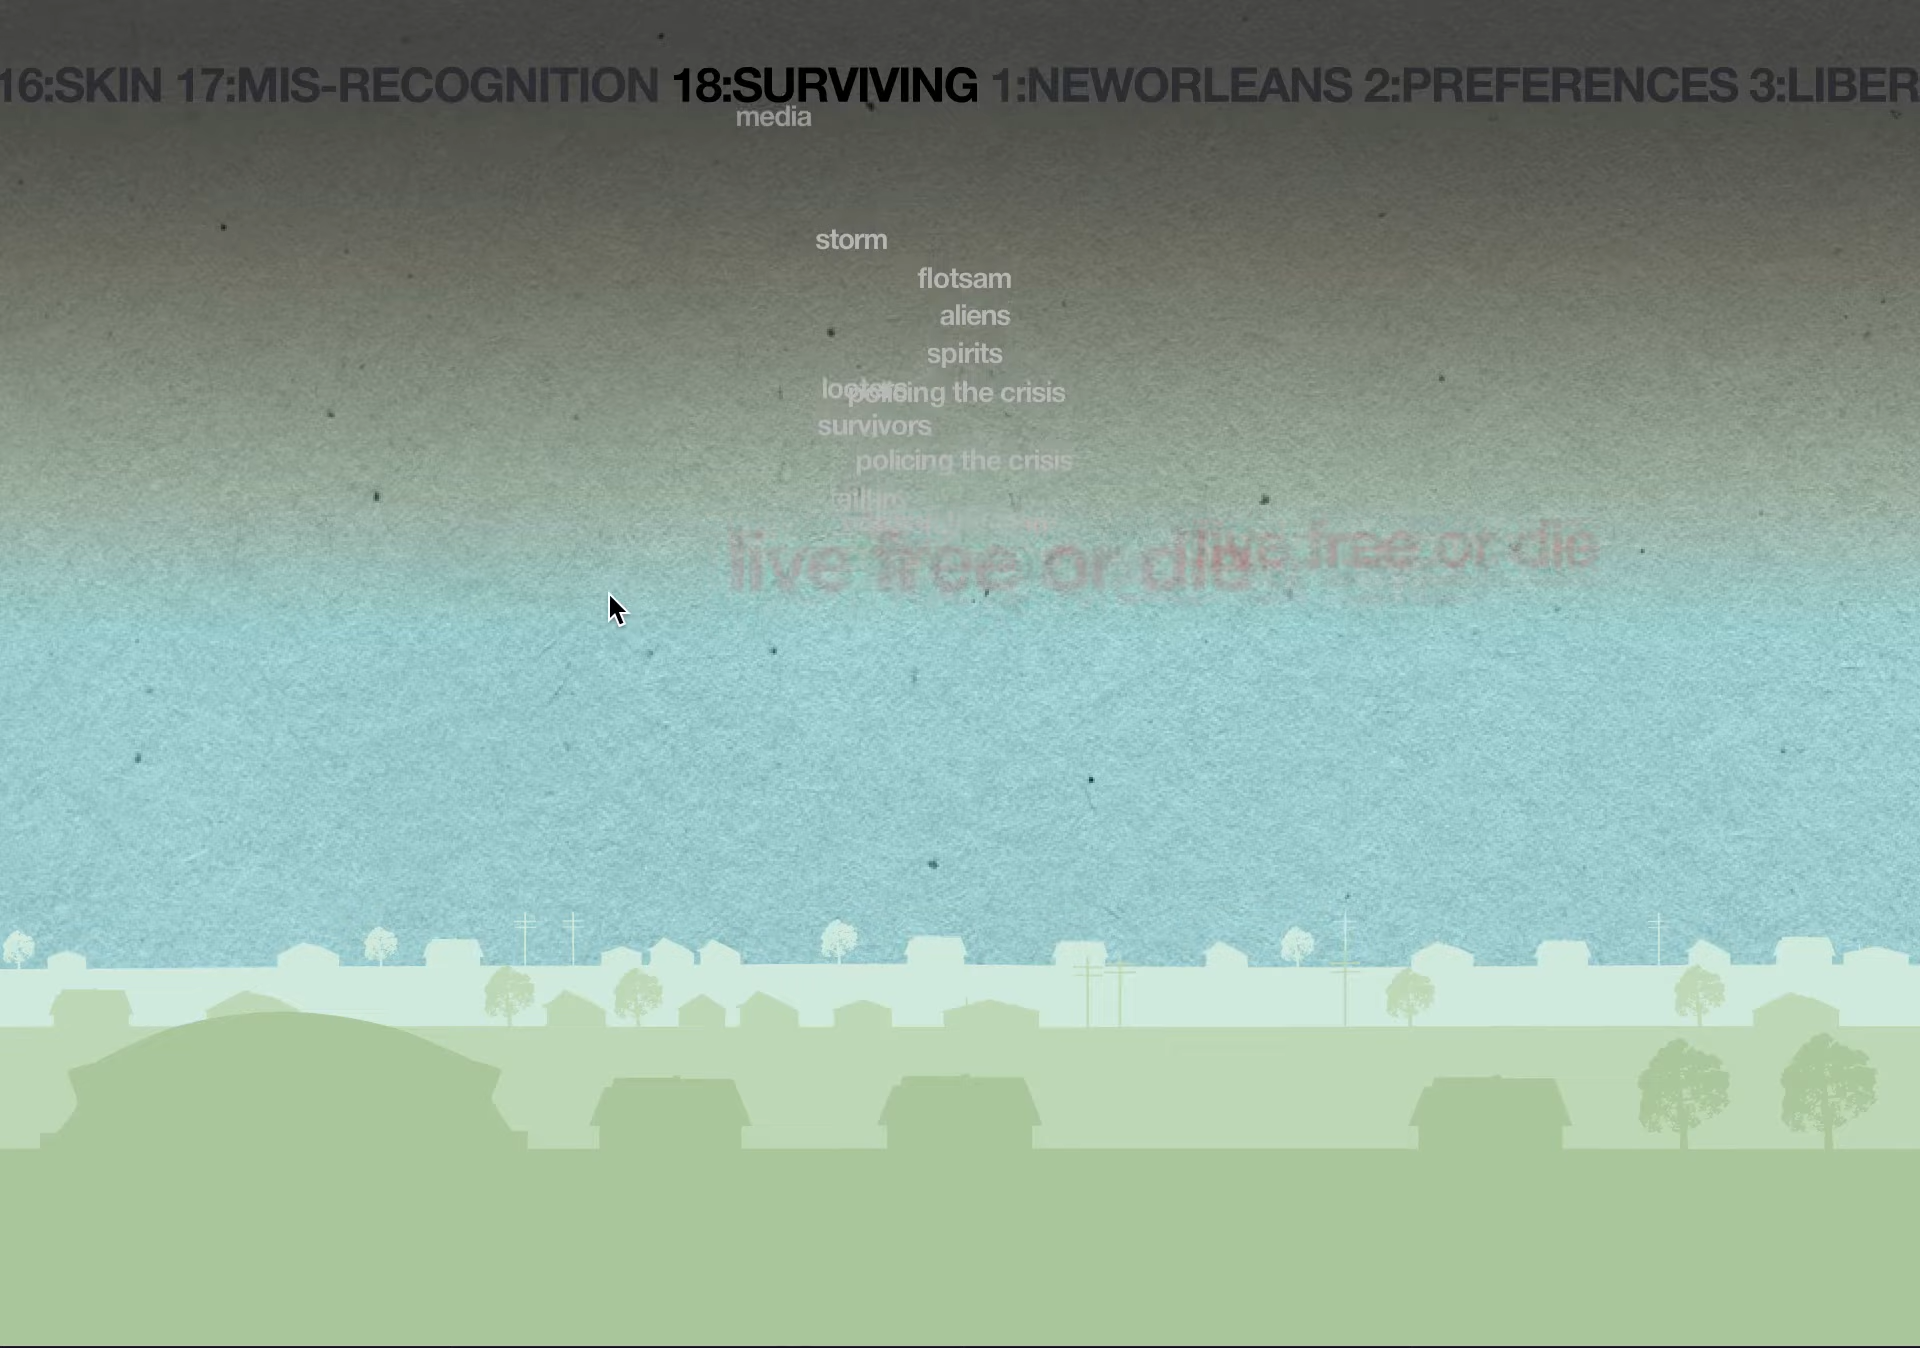 16:SKIN 17:MIS-RECOGNITION 18:SURVIVING 1:NEWORLEANS 2:PREFERENCES 3:LIBER
media
storm
flotsam
aliens
spirits
looters policing the crisis
survivors
policing the crisis
live free or die live free or die